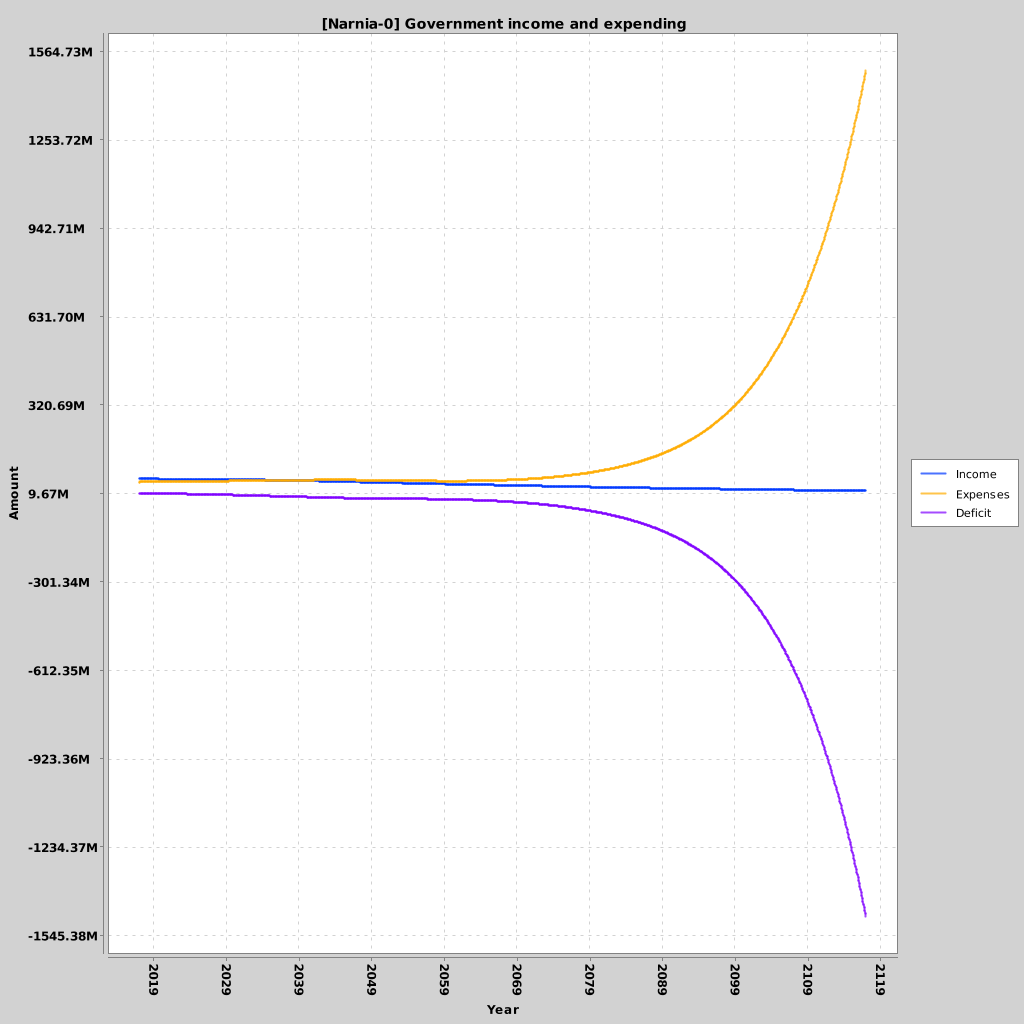 [Narnia-0] Government income and expending
1564.73M
1253.72M
942.71M
631.70M
320.69M
9.67M
-301.34M
-612.35M
-923.36M
-1234.37M
-1545.38M
Amount
Income
Expenses
Deficit
2019
2029
2039
2049
2059
2069
2079
2089
2099
2109
2119
Year